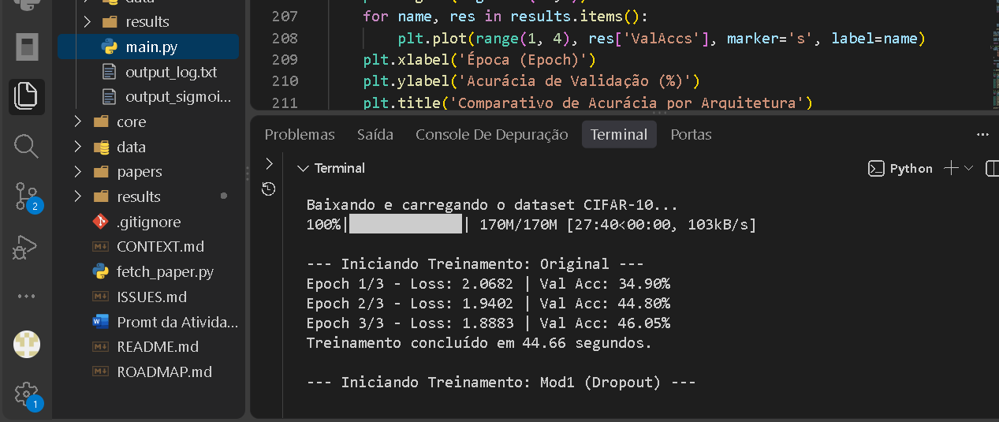 data
results
main.py
output_log.txt
output_sigmoi...
core
data
papers
results
.gitignore
CONTEXT.md
fetch_paper.py
ISSUES.md
Promt da Ativida...
README.md
ROADMAP.md
2
1
207 for name, res in results.items():
208 plt.plot(range(1, 4), res['ValAccs'], marker='s', label=name)
209 plt.xlabel('Época (Epoch)')
210 plt.ylabel('Acurácia de Validação (%)')
211 plt.title('Comparativo de Acurácia por Arquitetura')
Problemas Saída Console De Depuração Terminal Portas
Terminal
Python
Baixando e carregando o dataset CIFAR-10...
100%|██████████| 170M/170M [27:40<00:00, 103kB/s]
--- Iniciando Treinamento: Original ---
Epoch 1/3 - Loss: 2.0682 | Val Acc: 34.90%
Epoch 2/3 - Loss: 1.9402 | Val Acc: 44.80%
Epoch 3/3 - Loss: 1.8883 | Val Acc: 46.05%
Treinamento concluído em 44.66 segundos.
--- Iniciando Treinamento: Mod1 (Dropout) ---